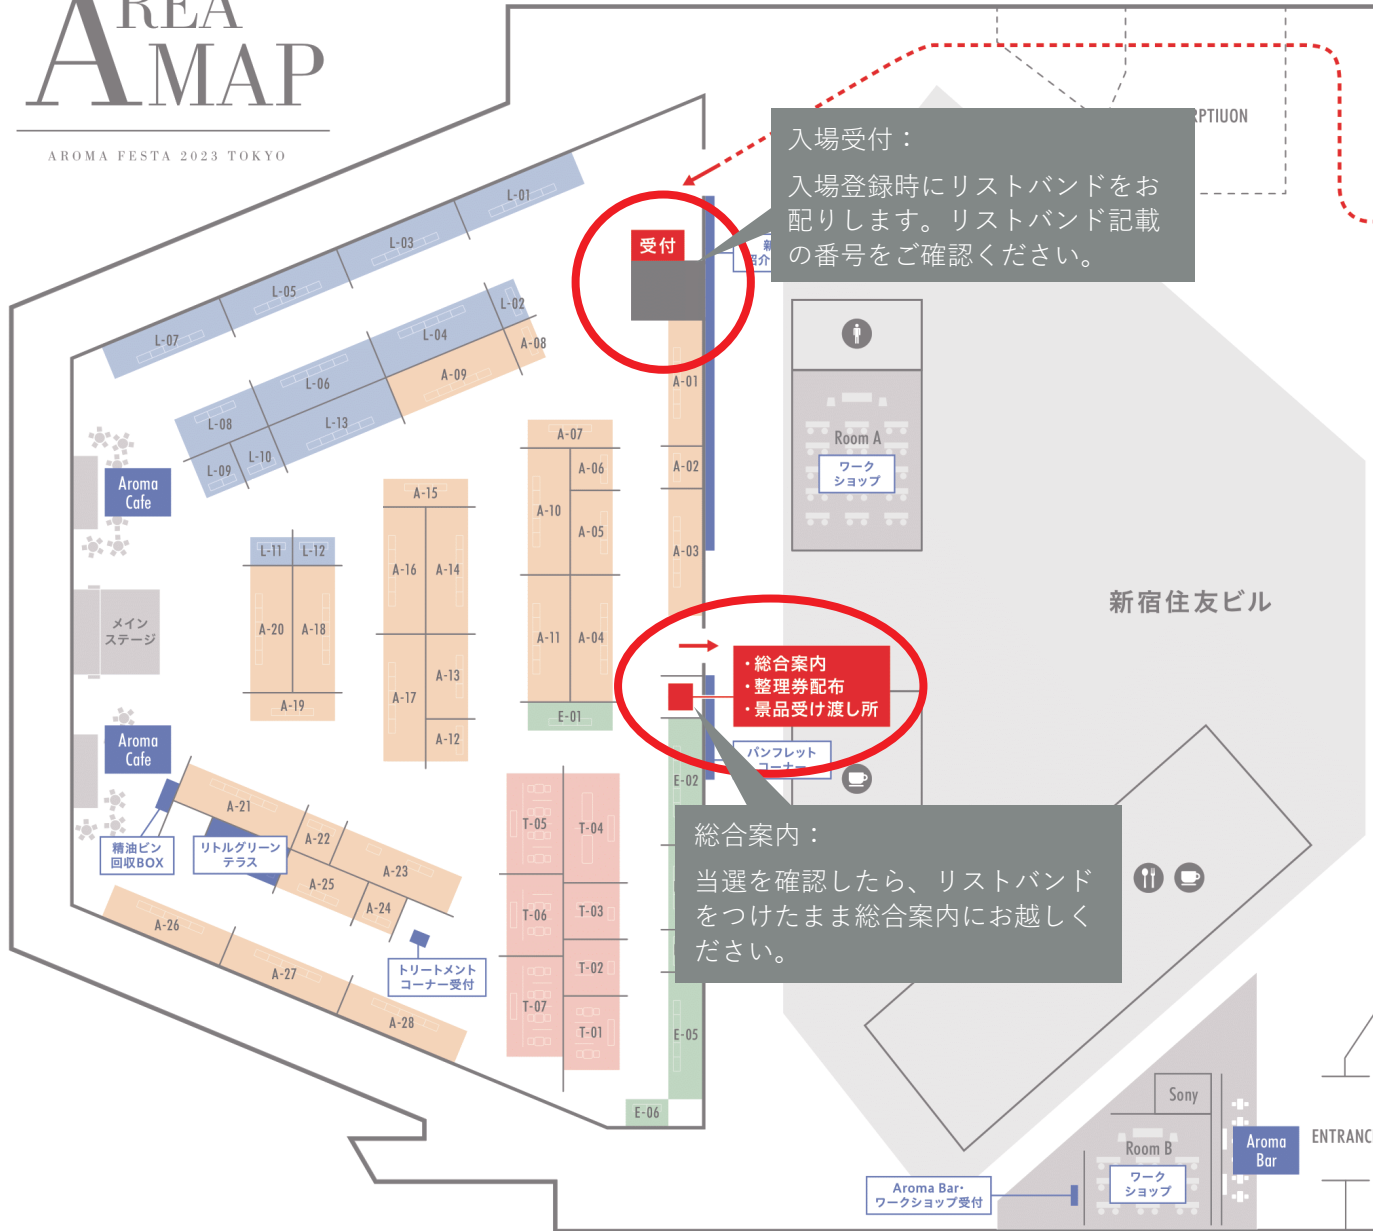 AREA
MAP
AROMA FESTA 2023 TOKYO
入場受付：
入場登録時にリストバンドをお
配りします。リストバンド記載
の番号をご確認ください。
受付
L-01
L-03
L-05
L-07
L-02
L-04
L-06
L-08
A-08
A-09
L-13
L-10
L-09
A-01
A-02
A-03
A-07
A-06
A-10
A-05
A-11
A-04
E-01
A-15
A-16
A-14
A-13
A-17
A-12
L-11
L-12
A-20
A-18
A-19
Aroma
Cafe
メイン
ステージ
Aroma
Cafe
Room A
ワーク
ショップ
新宿住友ビル
・総合案内
・整理券配布
・景品受け渡し所
パンフレット
コーナー
E-02
総合案内：
当選を確認したら、リストバンド
をつけたまま総合案内にお越しく
ださい。
A-21
A-22
A-23
A-25
A-24
精油ビン
回収BOX
リトルグリーン
テラス
A-26
A-27
A-28
トリートメント
コーナー受付
T-05
T-04
T-06
T-03
T-02
T-07
T-01
E-05
E-06
Sony
Room B
ワーク
ショップ
Aroma
Bar
ENTRANC
Aroma Bar・
ワークショップ受付